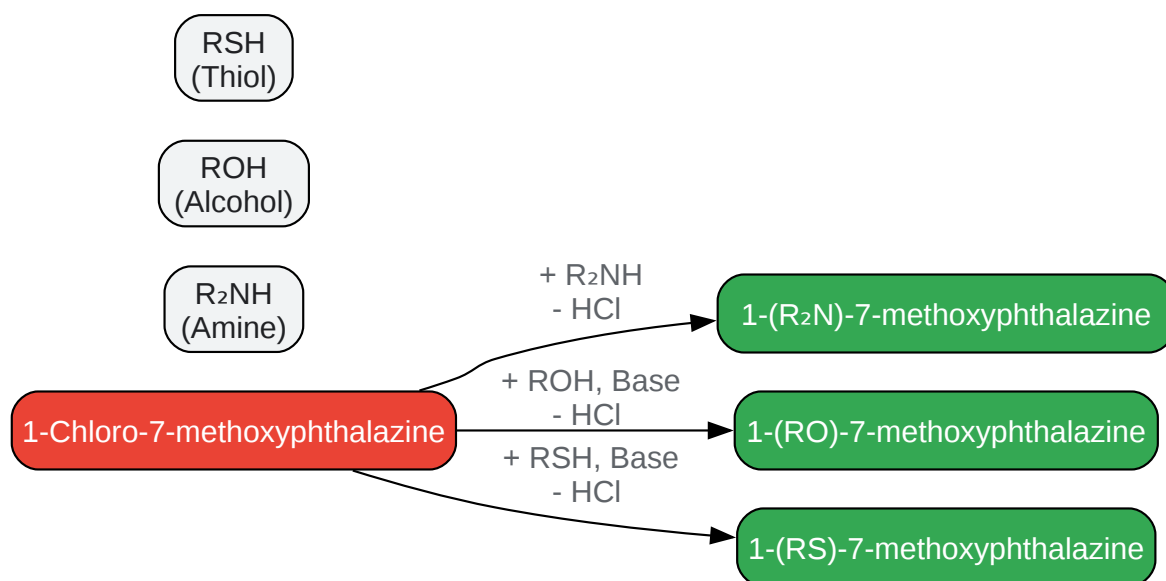 RSH
(Thiol)
ROH
(Alcohol)
R₂NH
(Amine)
+ R₂NH
- HCl
1-(R₂N)-7-methoxyphthalazine
1-Chloro-7-methoxyphthalazine
+ ROH, Base
- HCl
1-(RO)-7-methoxyphthalazine
+ RSH, Base
- HCl
1-(RS)-7-methoxyphthalazine